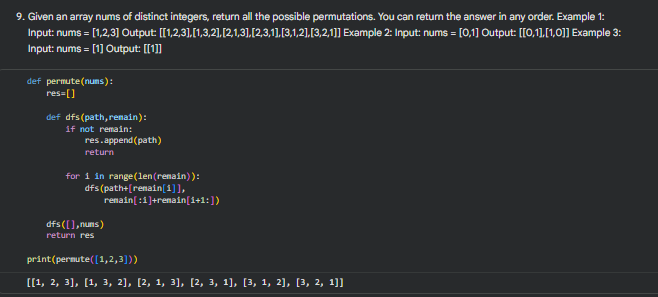 9. Given an array nums of distinct integers, return all the possible permutations. You can return the answer in any order. Example 1:
Input: nums = [1,2,3] Output: [[1,2,3],[1,3,2],[2,1,3],[2,3,1],[3,1,2],[3,2,1]] Example 2: Input: nums = [0,1] Output: [[0,1],[1,0]] Example 3:
Input: nums = [1] Output: [[1]]
def permute(nums):
    res=[]
    def dfs(path,remain):
        if not remain:
            res.append(path)
            return
        for i in range(len(remain)):
            dfs(path+[remain[i]],
                remain[:i]+remain[i+1:])
    dfs([],nums)
    return res
print(permute([1,2,3]))
[[1, 2, 3], [1, 3, 2], [2, 1, 3], [2, 3, 1], [3, 1, 2], [3, 2, 1]]